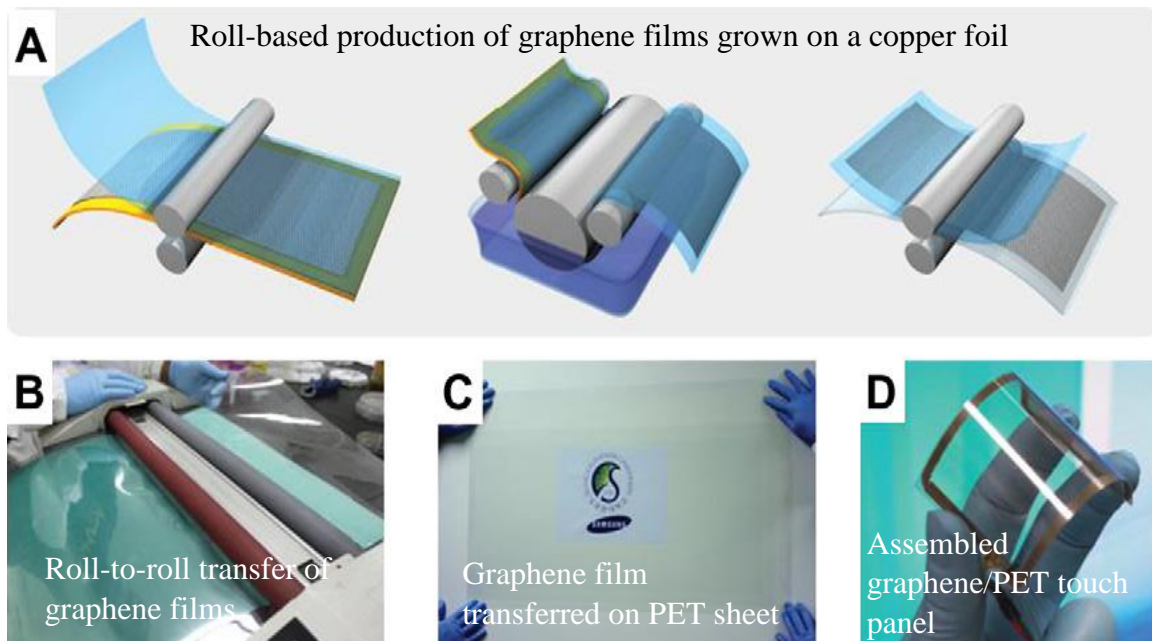 A
Roll-based production of graphene films grown on a copper foil
B
Roll-to-roll transfer of
graphene films
C
SAMSUNG
Graphene film
transferred on PET sheet
D
Assembled
graphene/PET touch
panel